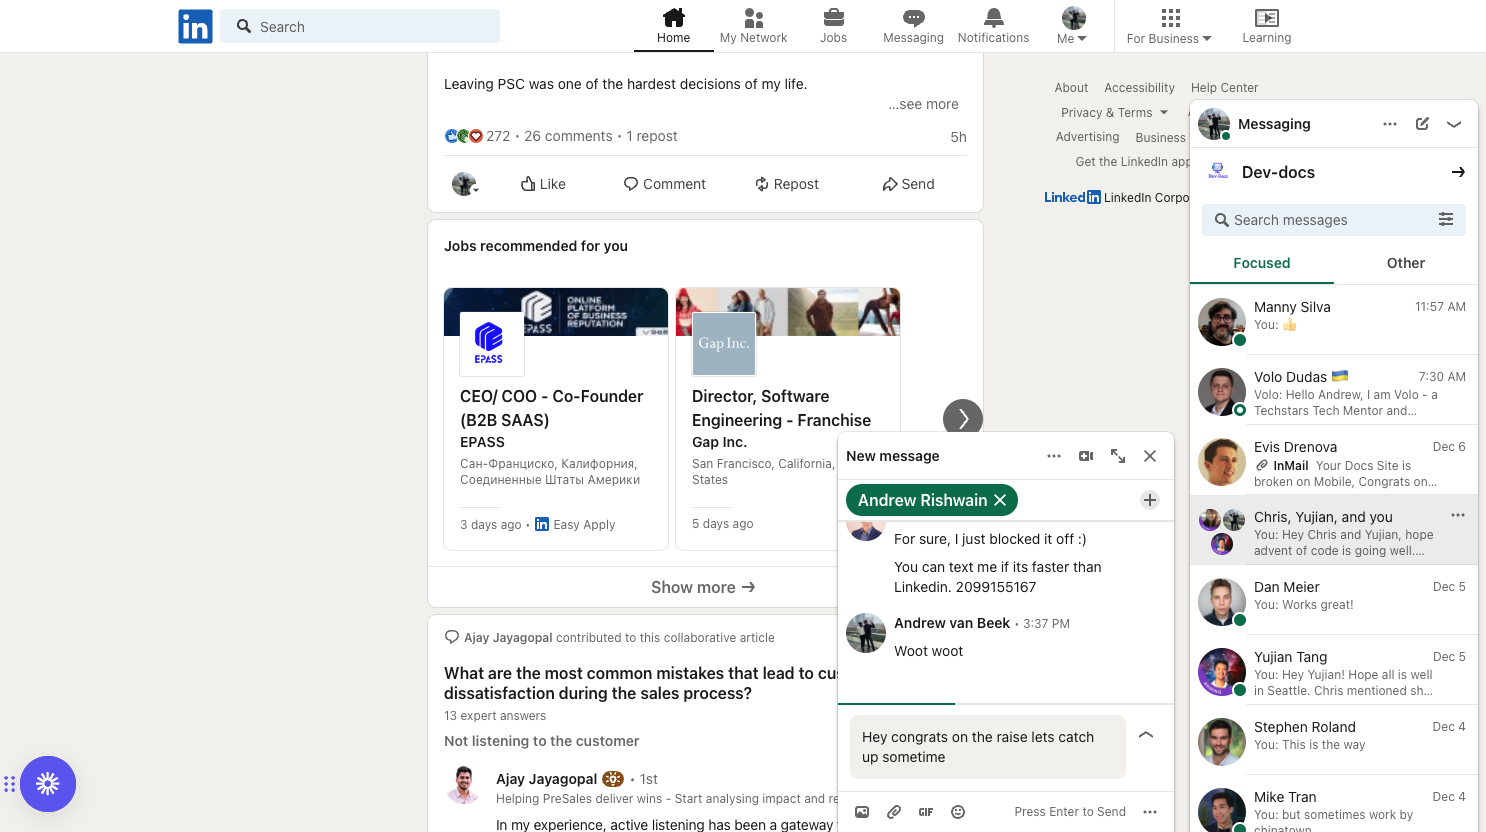 in
Search
Home
My Network
Jobs
Messaging
Notifications
Me
For Business
Learning
Leaving PSC was one of the hardest decisions of my life.
...see more
272 • 26 comments • 1 repost
5h
Like
Comment
Repost
Send
Jobs recommended for you
EPASS
ONLINE
PLATFORM
OF BUSINESS
REPUTATION
EPASS
CEO/ COO - Co-Founder
(B2B SAAS)
EPASS
Сан-Франциско, Калифорния,
Соединенные Штаты Америки
3 days ago • in Easy Apply
Gap Inc.
Director, Software
Engineering - Franchise
Gap Inc.
San Francisco, California,
States
5 days ago
Show more →
Ajay Jayagopal contributed to this collaborative article
What are the most common mistakes that lead to cus
dissatisfaction during the sales process?
13 expert answers
Not listening to the customer
Ajay Jayagopal • 1st
Helping PreSales deliver wins - Start analysing impact and re
In my experience, active listening has been a gateway
About
Accessibility
Help Center
Privacy & Terms
Advertising
Business
Get the LinkedIn app
LinkedIn LinkedIn Corpo
New message
Andrew Rishwain
For sure, I just blocked it off :)
You can text me if its faster than
Linkedin. 2099155167
Andrew van Beek • 3:37 PM
Woot woot
Hey congrats on the raise lets catch
up sometime
GIF
Press Enter to Send
Messaging
Dev-Docs
Dev-docs
Search messages
Focused
Other
Manny Silva
11:57 AM
You: 👍
Volo Dudas 🇺🇦
7:30 AM
Volo: Hello Andrew, I am Volo - a
Techstars Tech Mentor and...
Evis Drenova
Dec 6
InMail Your Docs Site is
broken on Mobile, Congrats on...
Chris, Yujian, and you
You: Hey Chris and Yujian, hope
advent of code is going well....
Dan Meier
Dec 5
You: Works great!
Yujian Tang
Dec 5
You: Hey Yujian! Hope all is well
in Seattle. Chris mentioned sh...
Stephen Roland
Dec 4
You: This is the way
Mike Tran
Dec 4
You: but sometimes work by
chinatown